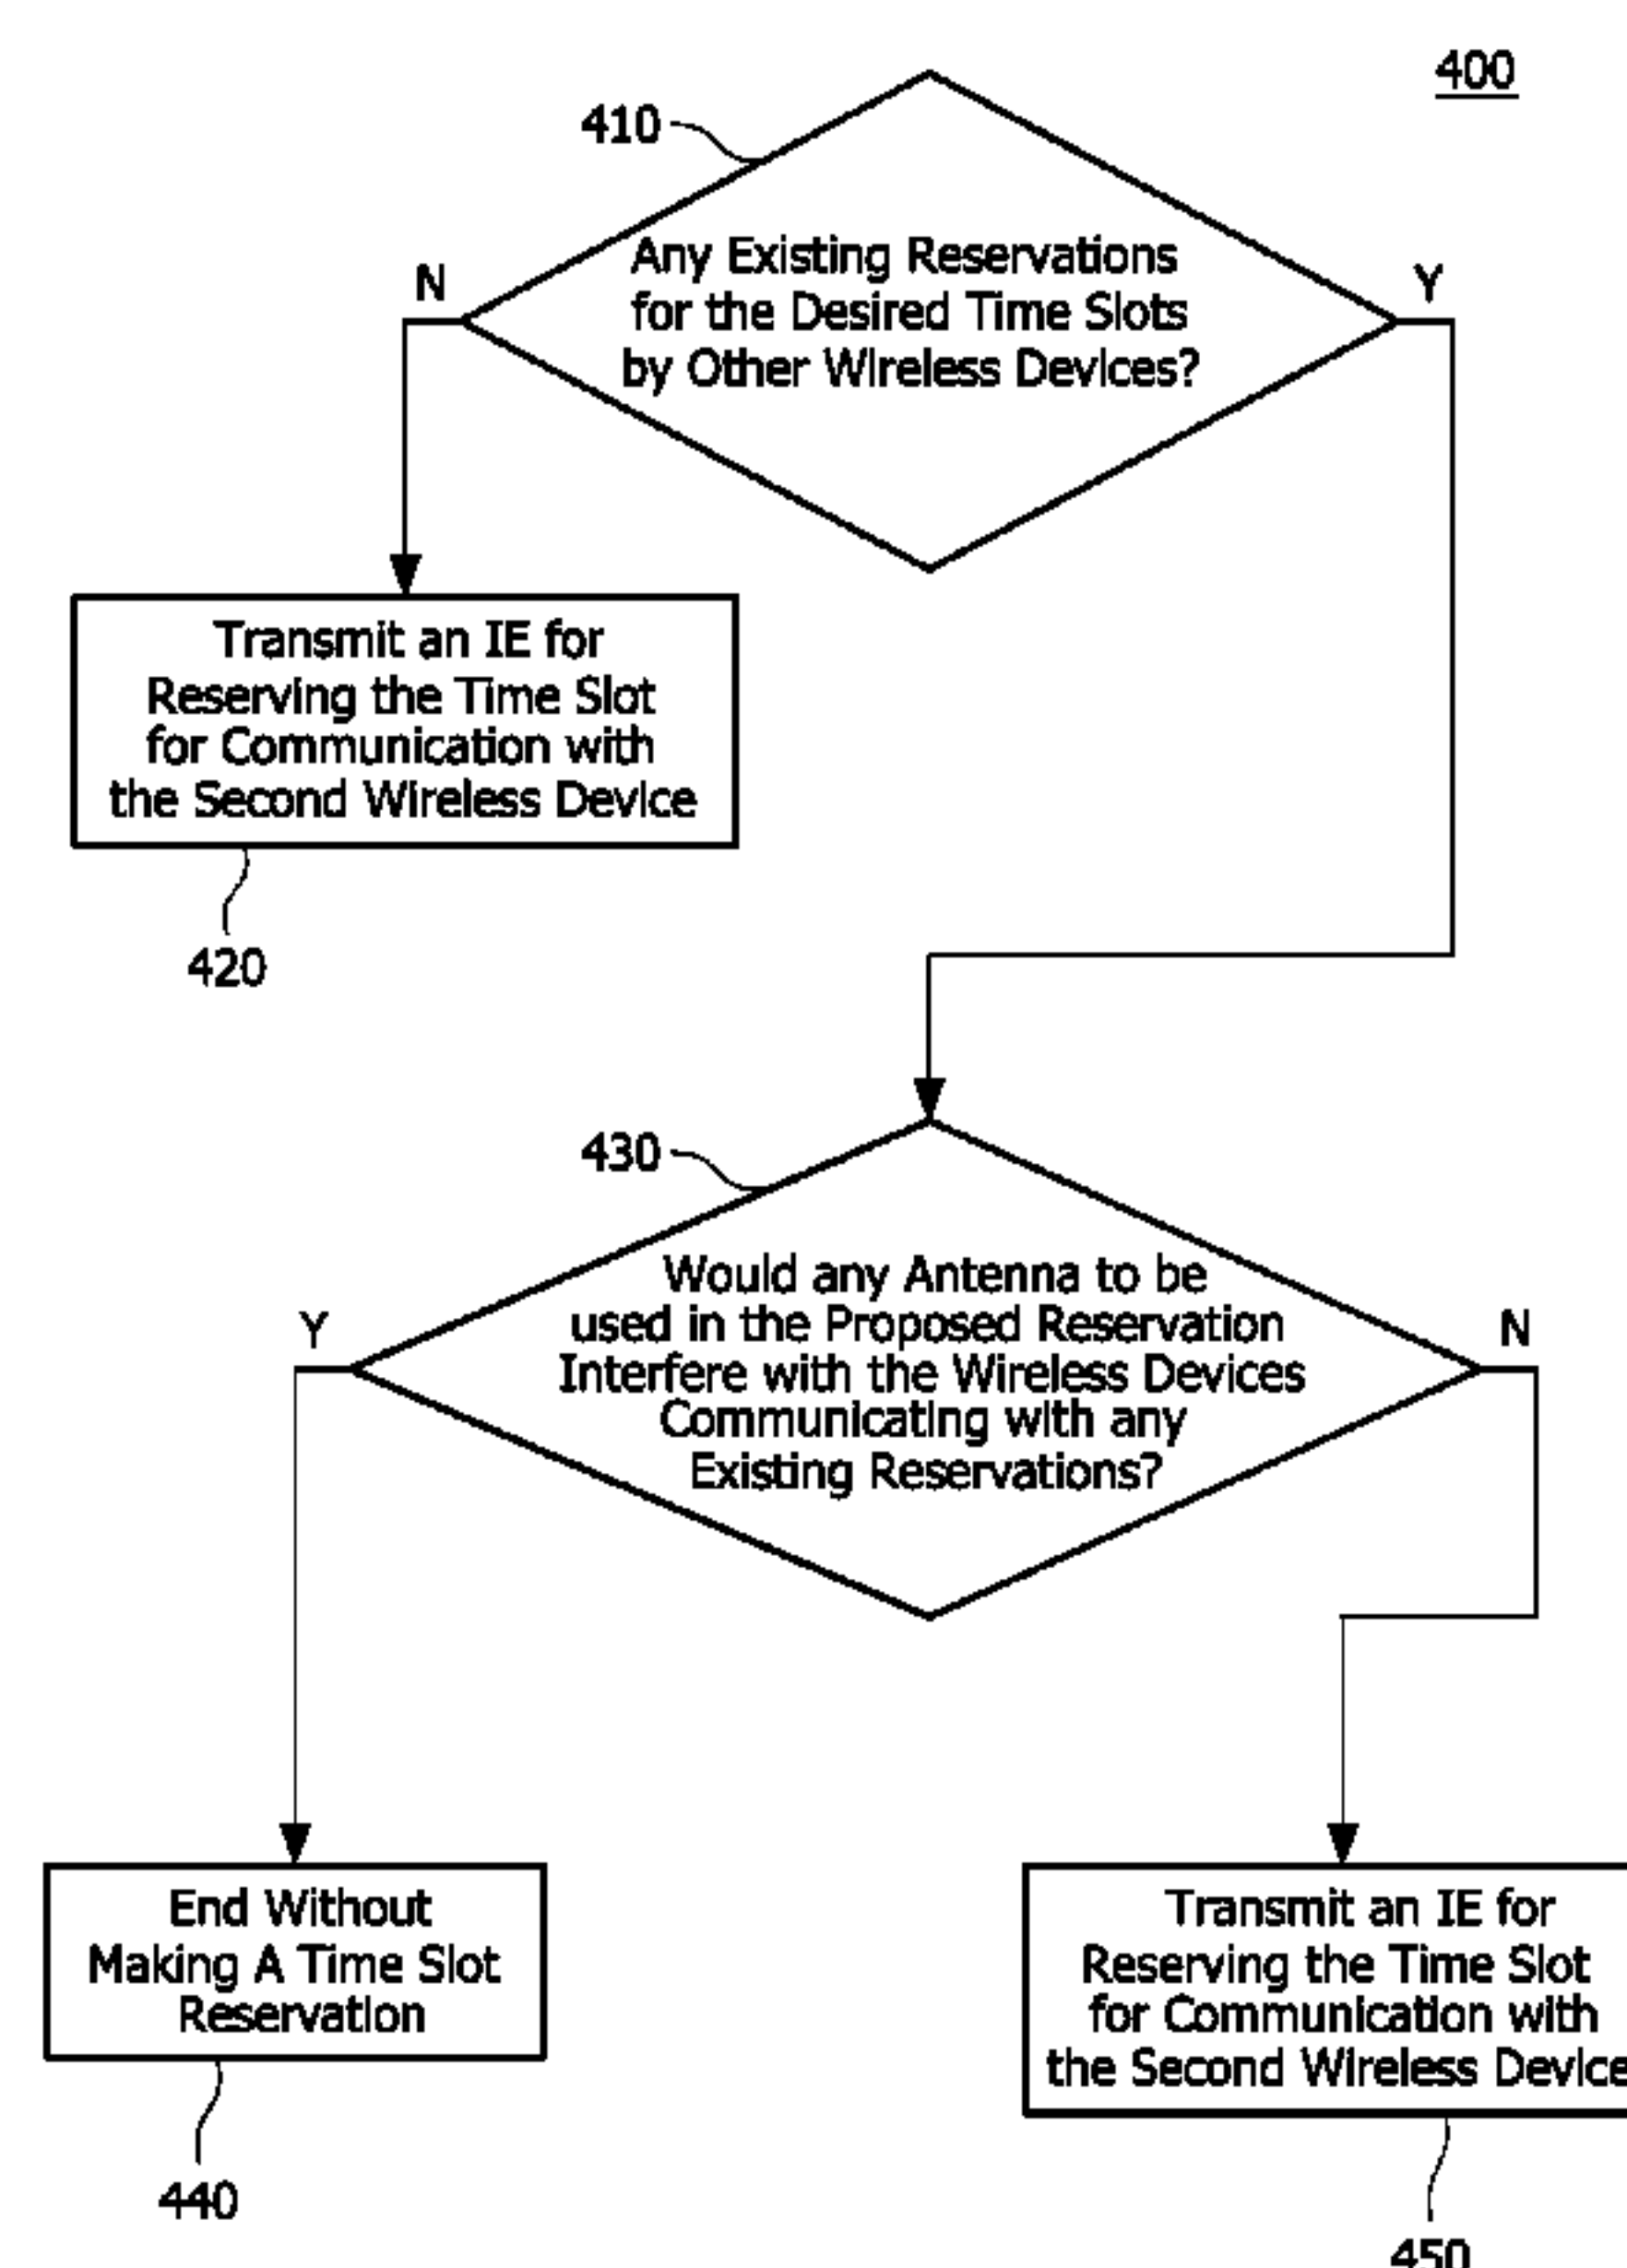 400
410
Any Existing Reservations
for the Desired Time Slots
by Other Wireless Devices?
N
Y
Transmit an IE for
Reserving the Time Slot
for Communication with
the Second Wireless Device
420
430
Would any Antenna to be
used in the Proposed Reservation
Interfere with the Wireless Devices
Communicating with any
Existing Reservations?
Y
N
End Without
Making A Time Slot
Reservation
440
Transmit an IE for
Reserving the Time Slot
for Communication with
the Second Wireless Device
450